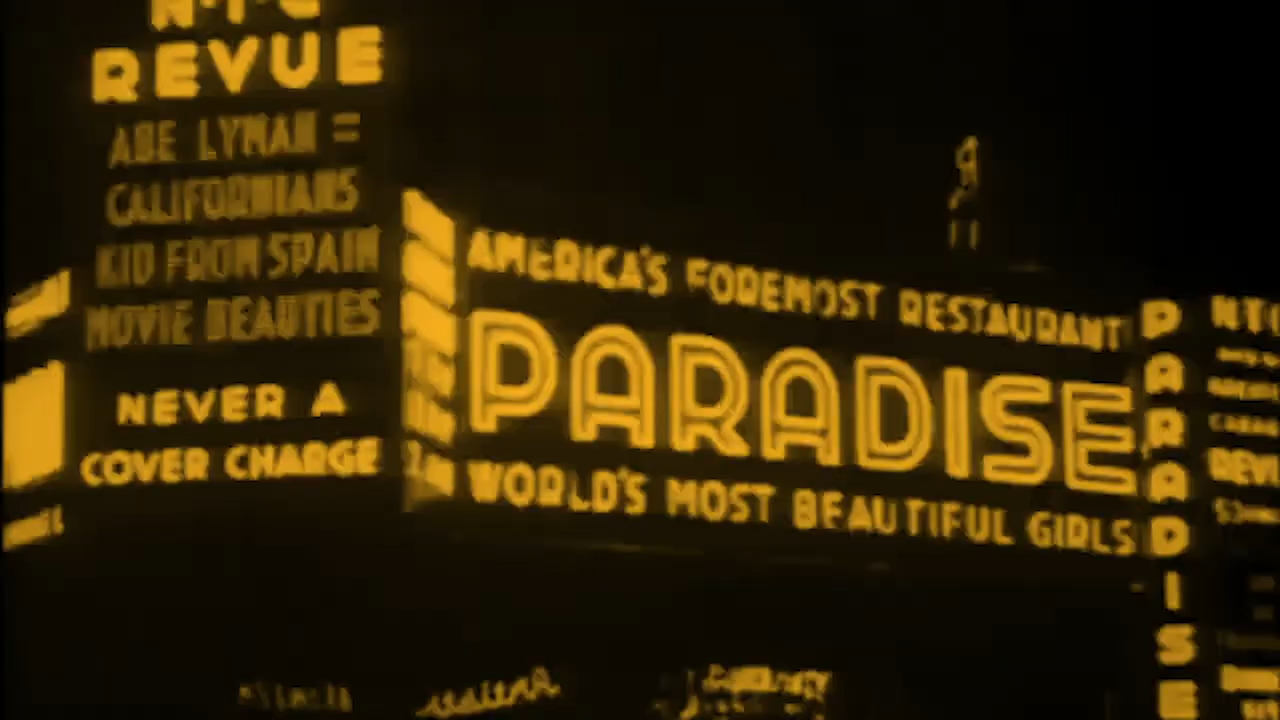 N·T·G
REVUE
ABE LYMAN =
CALIFORNIANS
KID FROM SPAIN
MOVIE BEAUTIES
NEVER A
COVER CHARGE
AMERICA'S FOREMOST RESTAURANT
PARADISE
WORLD'S MOST BEAUTIFUL GIRLS
PARADISE